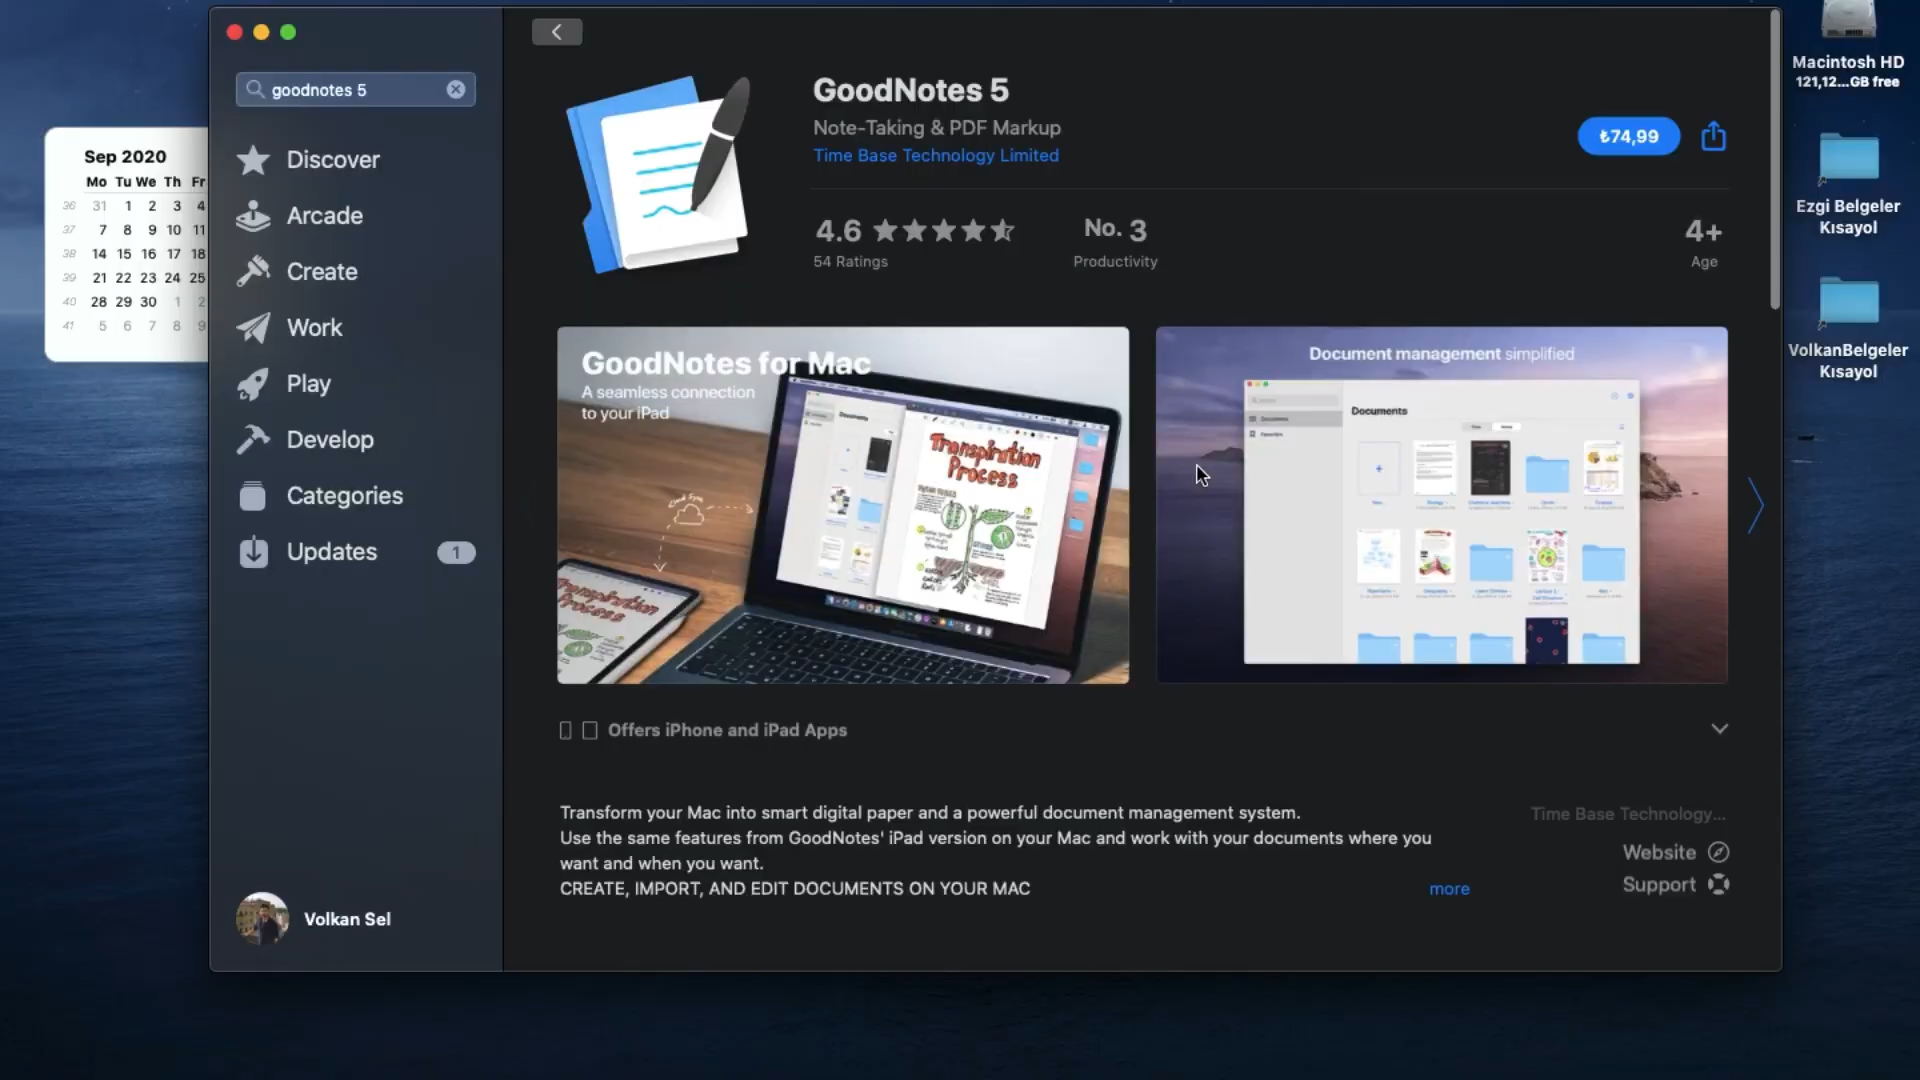 Sep 2020
Mo Tu We Th Fr
36 31 1 2 3 4
37 7 8 9 10 11
38 14 15 16 17 18
39 21 22 23 24 25
40 28 29 30 1 2
41 5 6 7 8 9
goodnotes 5
Discover
Arcade
Create
Work
Play
Develop
Categories
Updates 1
Volkan Sel
GoodNotes 5
Note-Taking & PDF Markup
Time Base Technology Limited
₺74,99
4.6
54 Ratings
No. 3
Productivity
4+
Age
GoodNotes for Mac
A seamless connection
to your iPad
Cloud Sync
Documents
Transpiration
Process
Transpiration
Process
Document management simplified
Documents
Offers iPhone and iPad Apps
Transform your Mac into smart digital paper and a powerful document management system.
Use the same features from GoodNotes' iPad version on your Mac and work with your documents where you
want and when you want.
CREATE, IMPORT, AND EDIT DOCUMENTS ON YOUR MAC
more
Time Base Technology...
Website
Support
Macintosh HD
121,12...GB free
Ezgi Belgeler
Kısayol
VolkanBelgeler
Kısayol